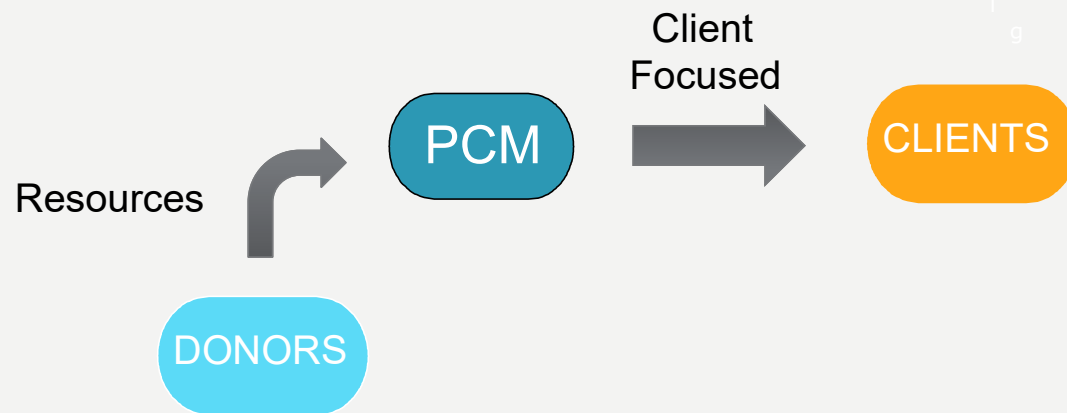 Client
Focused
g
PCM
CLIENTS
Resources
DONORS